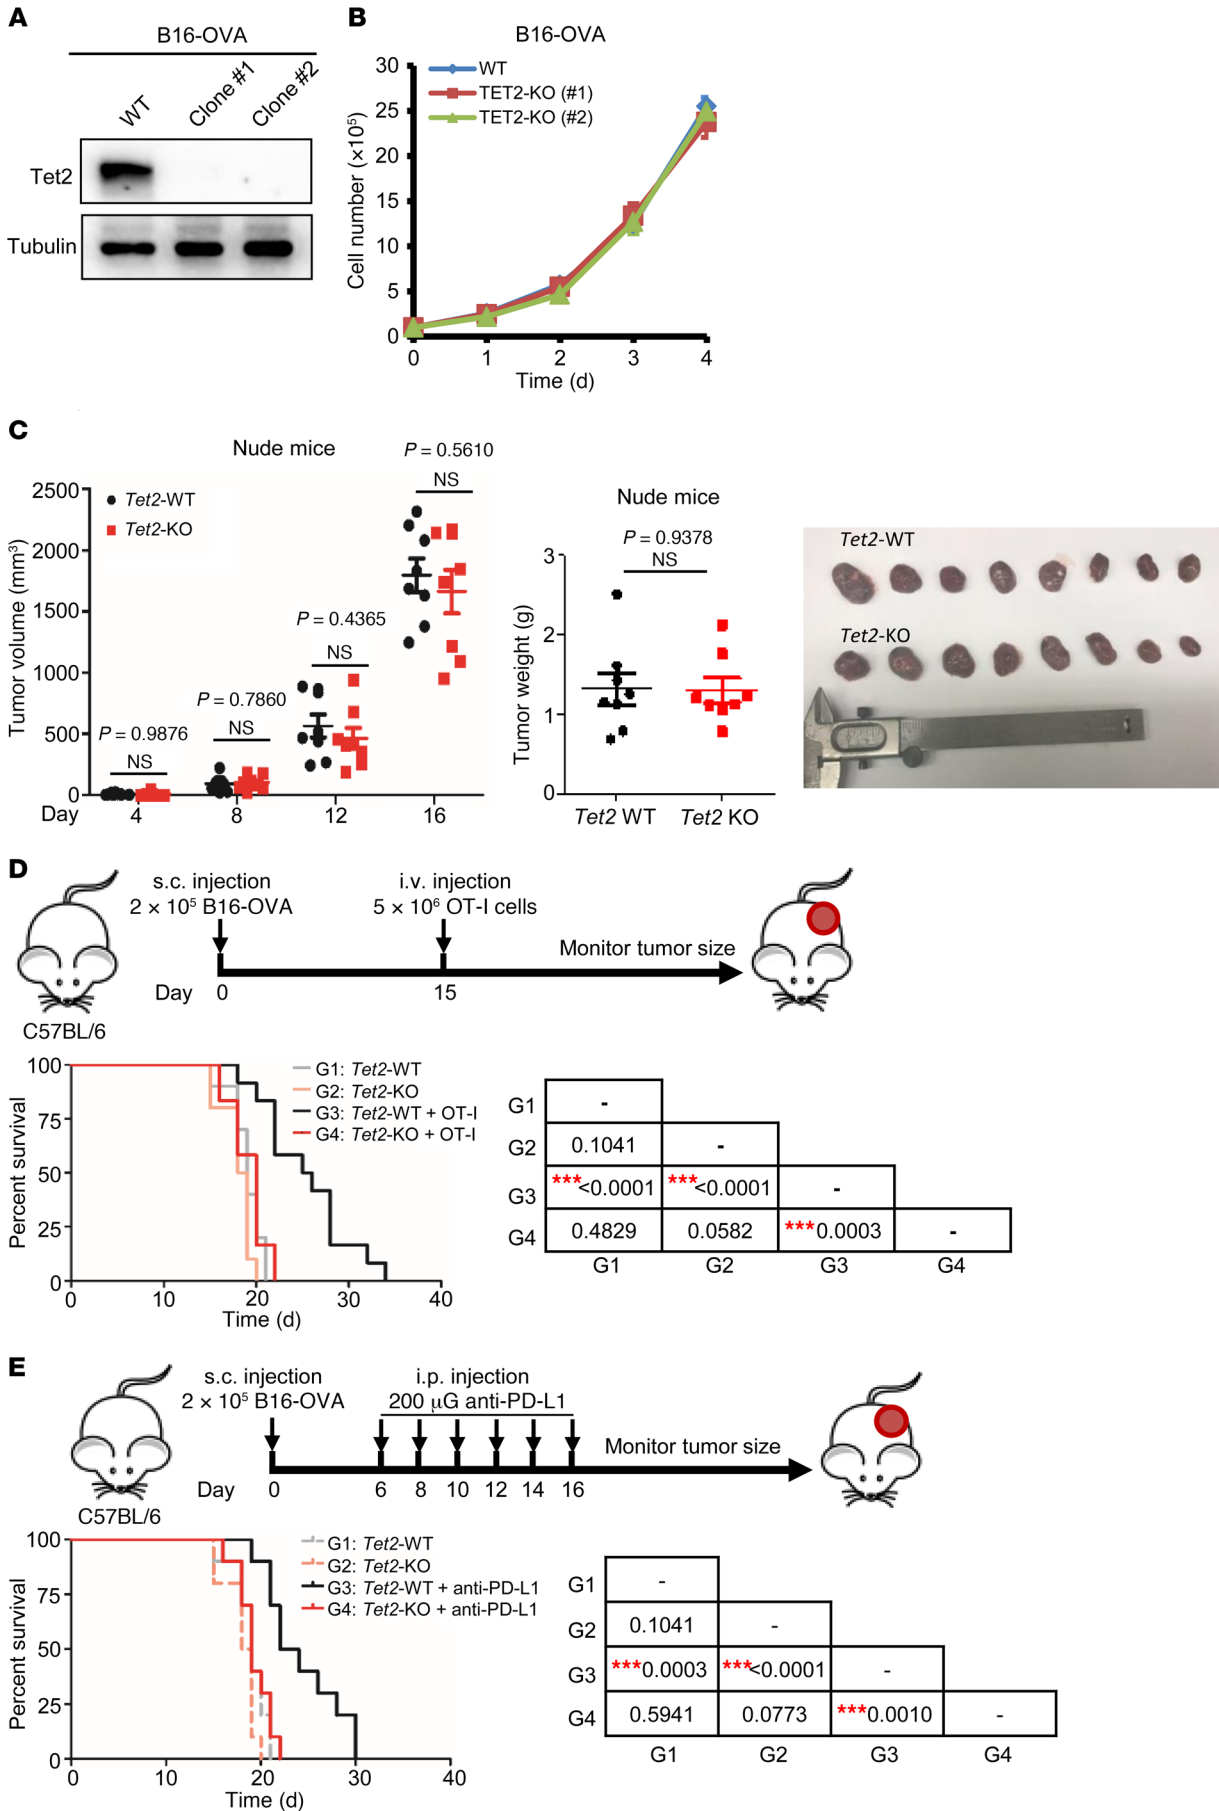 A
B16-OVA
WT
Clone #1
Clone #2
Tet2
Tubulin
B
B16-OVA
WT
TET2-KO (#1)
TET2-KO (#2)
Cell number (×10⁵)
30
25
20
15
10
5
0
0 1 2 3 4
Time (d)
C
Nude mice
Tet2-WT
Tet2-KO
Tumor volume (mm³)
2500
2000
1500
1000
500
0
P = 0.9876
NS
P = 0.7860
NS
P = 0.4365
NS
P = 0.5610
NS
Day 4 8 12 16
Nude mice
P = 0.9378
NS
Tumor weight (g)
3
2
1
0
Tet2 WT Tet2 KO
Tet2-WT
Tet2-KO
D
s.c. injection
2 × 10⁵ B16-OVA
i.v. injection
5 × 10⁶ OT-I cells
Monitor tumor size
Day 0 15
C57BL/6
Percent survival
100
75
50
25
0
0 10 20 30 40
Time (d)
G1: Tet2-WT
G2: Tet2-KO
G3: Tet2-WT + OT-I
G4: Tet2-KO + OT-I
G1 -
G2 0.1041 -
G3 ***<0.0001 ***<0.0001 -
G4 0.4829 0.0582 ***0.0003 -
G1 G2 G3 G4
E
s.c. injection
2 × 10⁵ B16-OVA
i.p. injection
200 µG anti-PD-L1
Monitor tumor size
Day 0 6 8 10 12 14 16
C57BL/6
Percent survival
100
75
50
25
0
0 10 20 30 40
Time (d)
G1: Tet2-WT
G2: Tet2-KO
G3: Tet2-WT + anti-PD-L1
G4: Tet2-KO + anti-PD-L1
G1 -
G2 0.1041 -
G3 ***0.0003 ***<0.0001 -
G4 0.5941 0.0773 ***0.0010 -
G1 G2 G3 G4